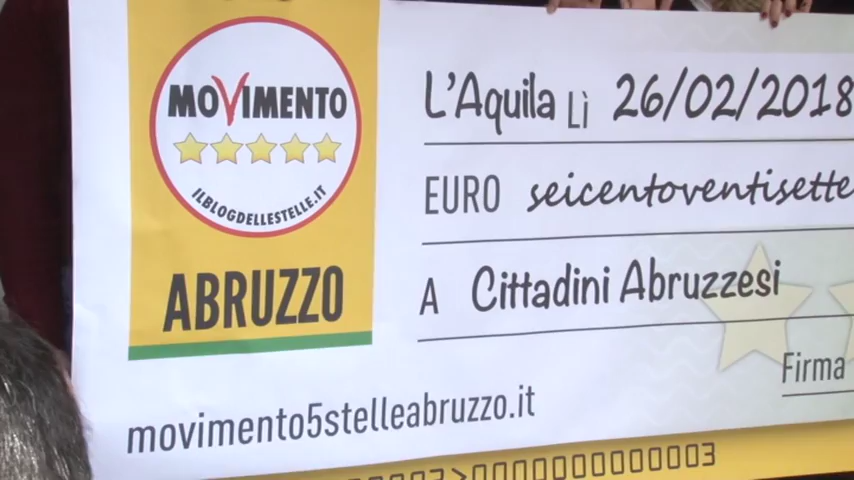 MOVIMENTO
ILBLOGDELLESTELLE.IT
ABRUZZO
movimento5stelleabruzzo.it
L'Aquila Lì 26/02/2018
EURO seicentoventisette
A Cittadini Abruzzesi
Firma